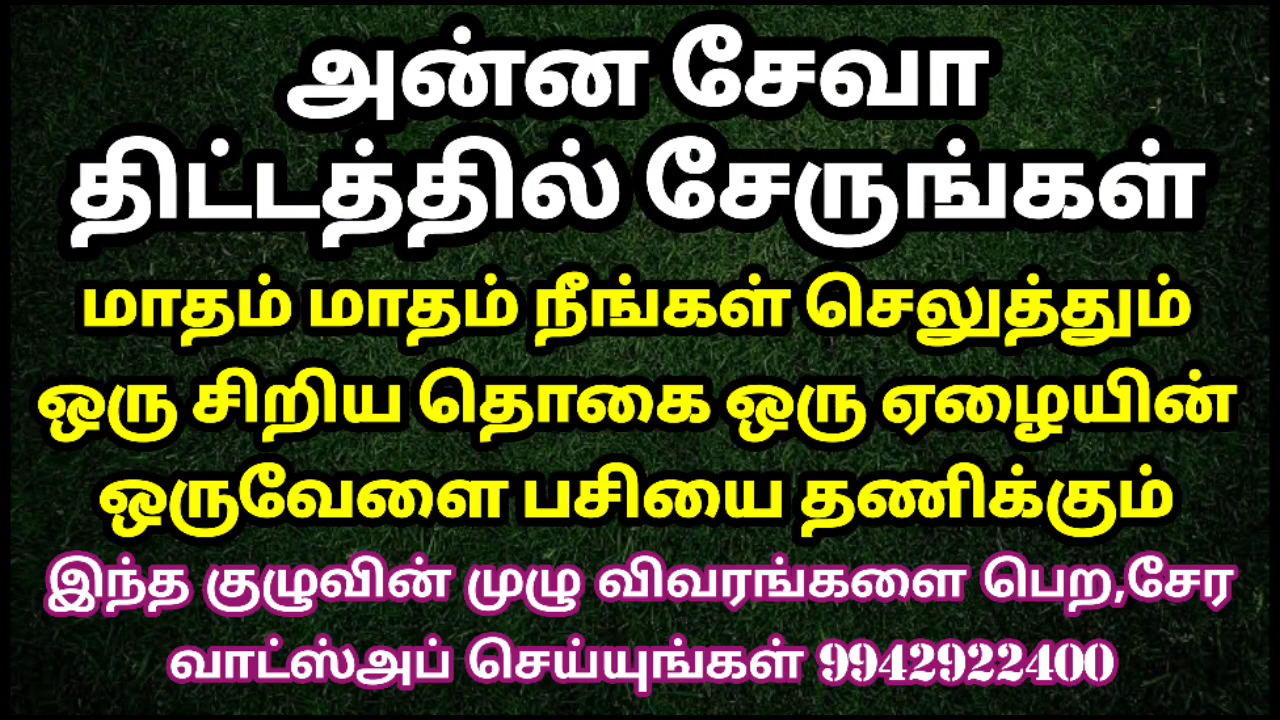 அன்ன சேவா
திட்டத்தில் சேருங்கள்
மாதம் மாதம் நீங்கள் செலுத்தும்
ஒரு சிறிய தொகை ஒரு ஏழையின்
ஒருவேளை பசியை தணிக்கும்
இந்த குழுவின் முழு விவரங்களை பெற,சேர
வாட்ஸ்அப் செய்யுங்கள் 9942922400